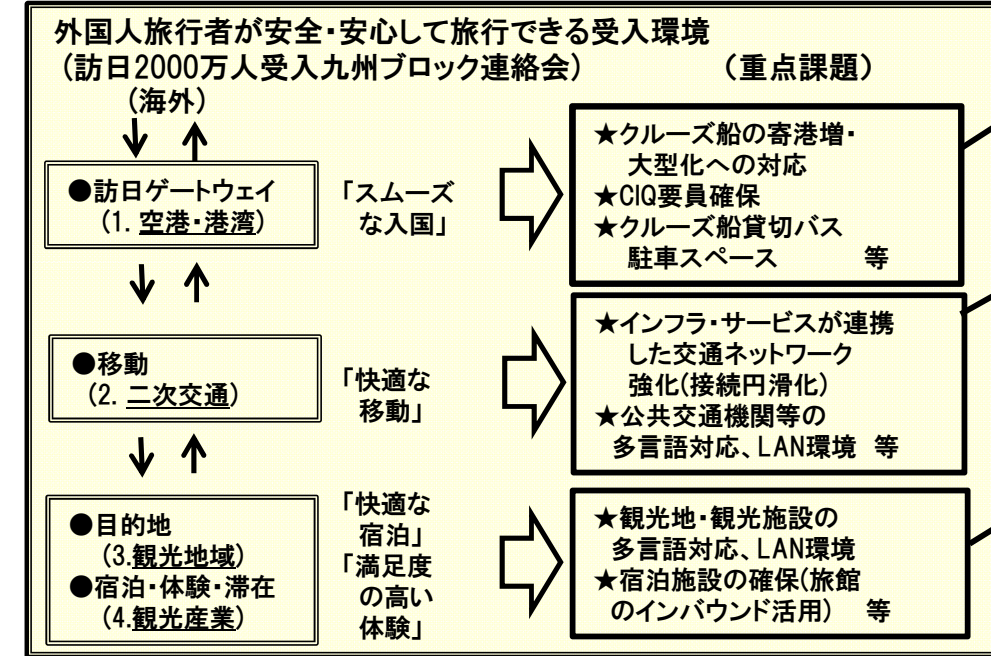 外国人旅行者が安全・安心して旅行できる受入環境
（訪日2000万人受入九州ブロック連絡会）　（重点課題）
（海外）
●訪日ゲートウェイ
（1. 空港・港湾）
「スムーズ
な入国」
★クルーズ船の寄港増・
大型化への対応
★CIQ要員確保
★クルーズ船貸切バス
駐車スペース　等
●移動
（2. 二次交通）
「快適な
移動」
★インフラ・サービスが連携
した交通ネットワーク
強化(接続円滑化）
★公共交通機関等の
多言語対応、LAN環境　等
●目的地
（3.観光地域）
●宿泊・体験・滞在
（4.観光産業）
「快適な
宿泊」
「満足度
の高い
体験」
★観光地・観光施設の
多言語対応、LAN環境
★宿泊施設の確保(旅館
のインバウンド活用）　等